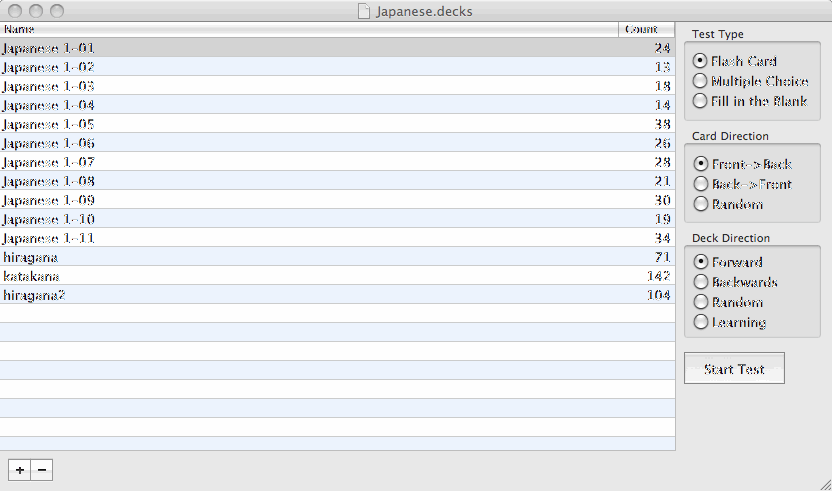 Japanese.decks
Name Count
Japanese 1-01 24
Japanese 1-02 13
Japanese 1-03 18
Japanese 1-04 14
Japanese 1-05 38
Japanese 1-06 26
Japanese 1-07 28
Japanese 1-08 21
Japanese 1-09 30
Japanese 1-10 19
Japanese 1-11 34
hiragana 71
katakana 142
hiragana2 104
Test Type
Flash Card
Multiple Choice
Fill in the Blank
Card Direction
Front->Back
Back->Front
Random
Deck Direction
Forward
Backwards
Random
Learning
Start Test
+ −